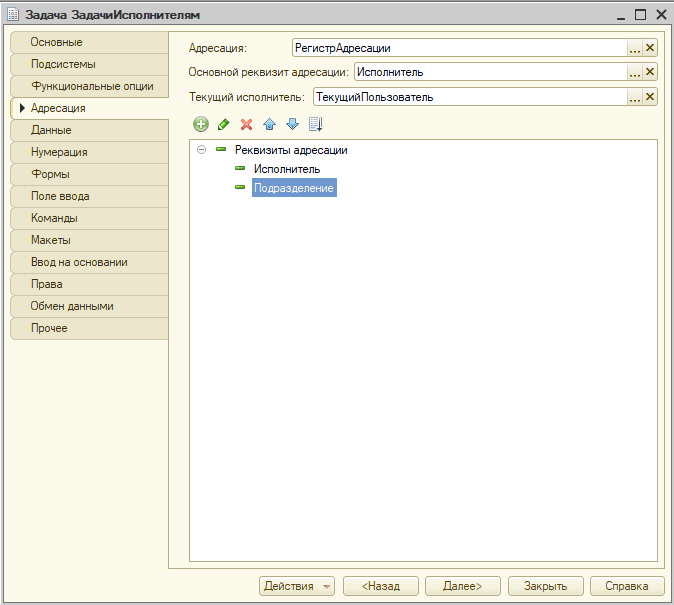 Задача ЗадачиИсполнителям
Основные
Подсистемы
Функциональные опции
Адресация
Данные
Нумерация
Формы
Поле ввода
Команды
Макеты
Ввод на основании
Права
Обмен данными
Прочее
Адресация: РегистрАдресации ...
Основной реквизит адресации: Исполнитель ...
Текущий исполнитель: ТекущийПользователь ...
Реквизиты адресации
Исполнитель
Подразделение
Действия <Назад Далее> Закрыть Справка